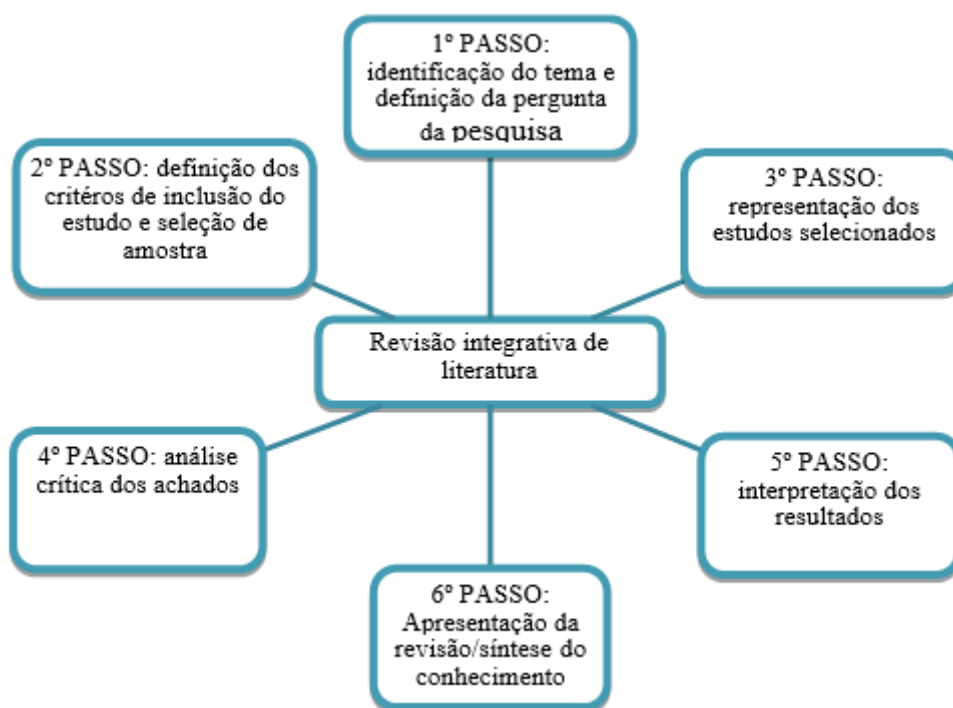 1º PASSO:
identificação do tema e
definição da pergunta
da pesquisa
2º PASSO: definição dos
critéros de inclusão do
estudo e seleção de
amostra
3º PASSO:
representação dos
estudos selecionados
Revisão integrativa de
literatura
4º PASSO: análise
crítica dos achados
5º PASSO:
interpretação dos
resultados
6º PASSO:
Apresentação da
revisão/síntese do
conhecimento